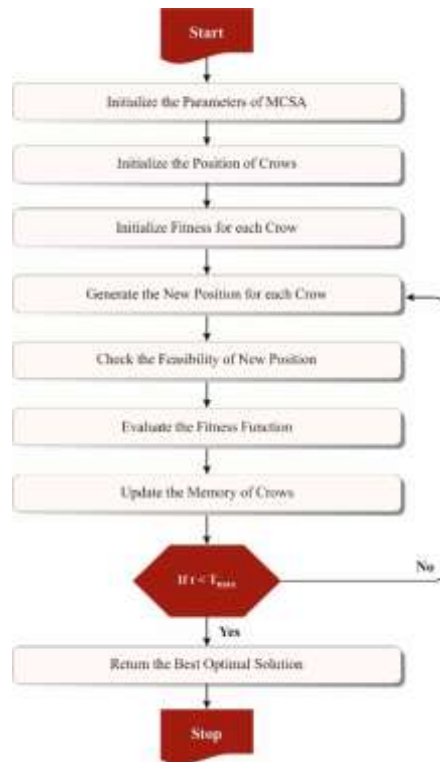 Start
Initialize the Parameters of MCSA
Initialize the Position of Crows
Initialize Fitness for each Crow
Generate the New Position for each Crow
Check the Feasibility of New Position
Evaluate the Fitness Function
Update the Memory of Crows
If t < Tmax
No
Yes
Return the Best Optimal Solution
Stop